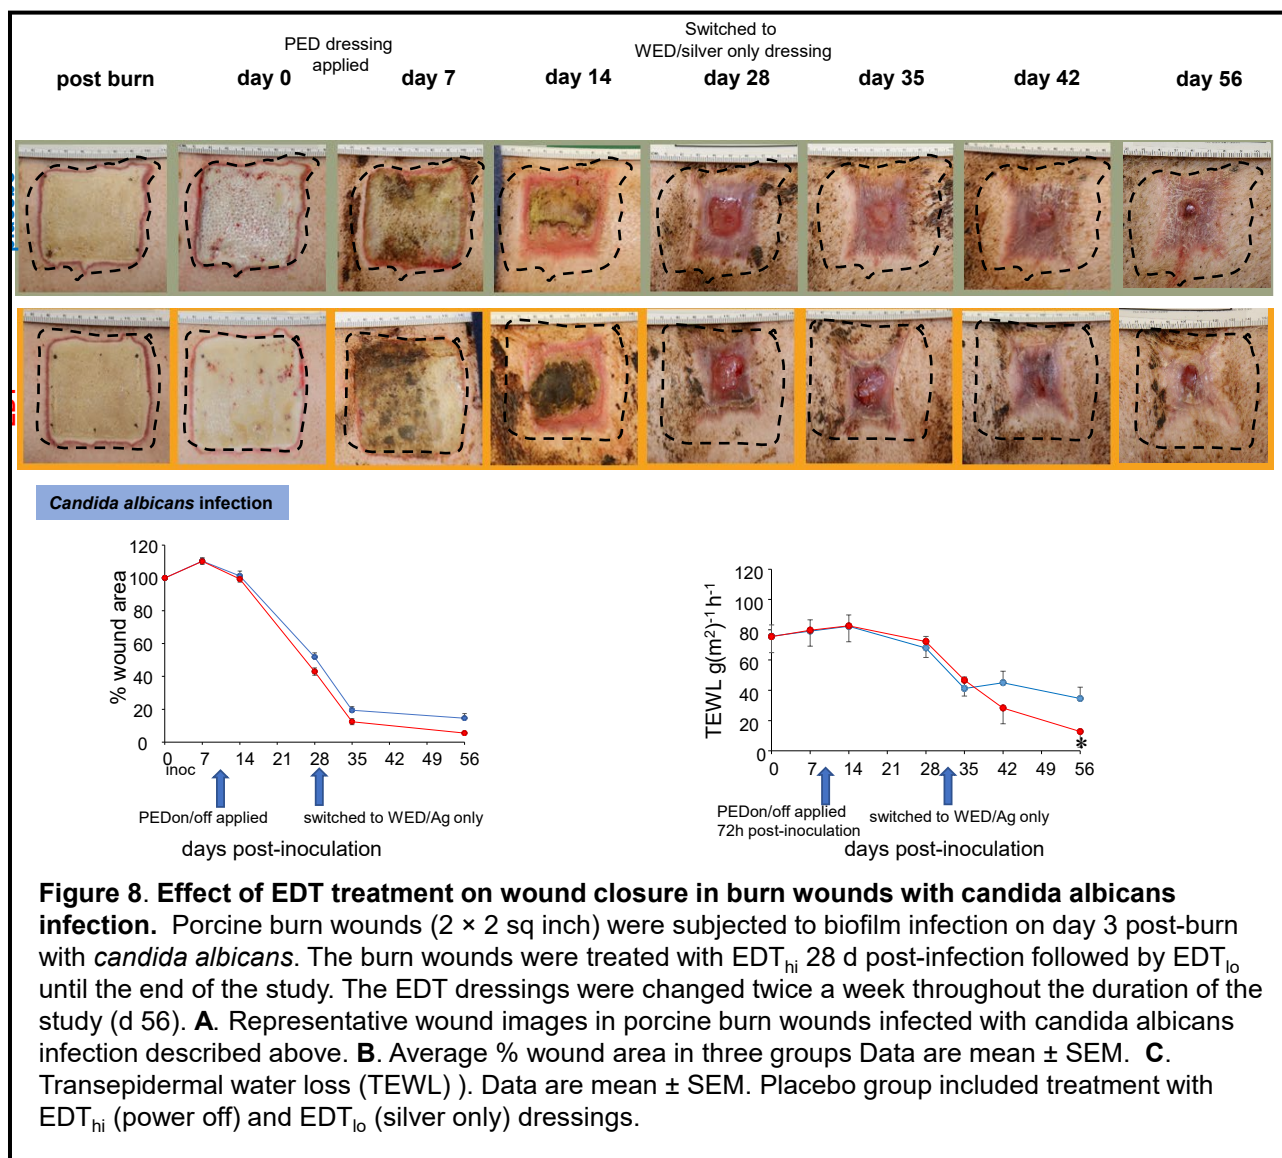 PED dressing
applied
Switched to
WED/silver only dressing
post burn day 0 day 7 day 14 day 28 day 35 day 42 day 56
Candida albicans infection
% wound area
120
100
80
60
40
20
0
0 7 14 21 28 35 42 49 56
inoc
PEDon/off applied
switched to WED/Ag only
days post-inoculation
TEWL g(m²)⁻¹h⁻¹
120
100
80
60
40
20
0
*
0 7 14 21 28 35 42 49 56
PEDon/off applied
72h post-inoculation
switched to WED/Ag only
days post-inoculation
Figure 8. Effect of EDT treatment on wound closure in burn wounds with candida albicans
infection. Porcine burn wounds (2 × 2 sq inch) were subjected to biofilm infection on day 3 post-burn
with candida albicans. The burn wounds were treated with EDThi 28 d post-infection followed by EDTlo
until the end of the study. The EDT dressings were changed twice a week throughout the duration of the
study (d 56). A. Representative wound images in porcine burn wounds infected with candida albicans
infection described above. B. Average % wound area in three groups Data are mean ± SEM. C.
Transepidermal water loss (TEWL) ). Data are mean ± SEM. Placebo group included treatment with
EDThi (power off) and EDTlo (silver only) dressings.